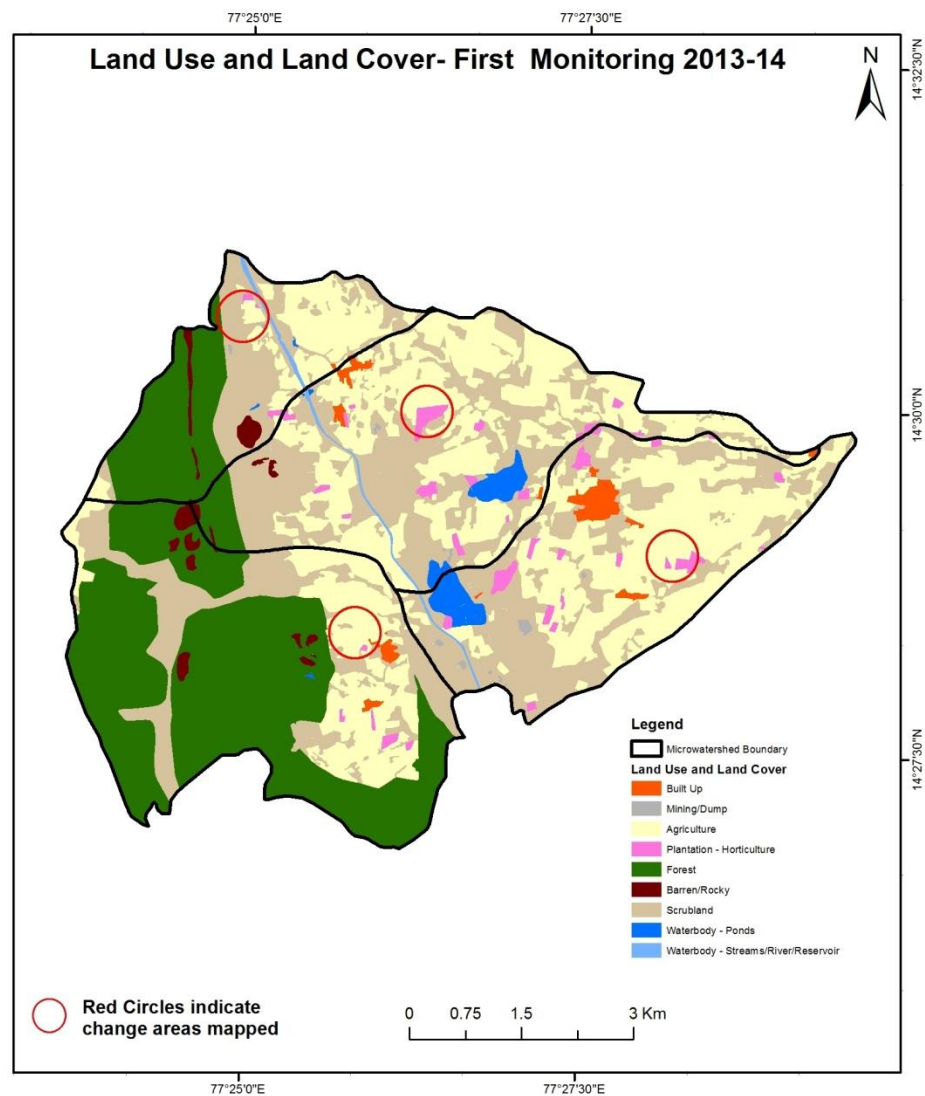 77°25'0"E
77°27'30"E
Land Use and Land Cover- First Monitoring 2013-14
N
14°32'30"N
14°30'0"N
14°27'30"N
Legend
Microwatershed Boundary
Land Use and Land Cover
Built Up
Mining/Dump
Agriculture
Plantation - Horticulture
Forest
Barren/Rocky
Scrubland
Waterbody - Ponds
Waterbody - Streams/River/Reservoir
Red Circles indicate
change areas mapped
0 0.75 1.5 3 Km
77°25'0"E
77°27'30"E